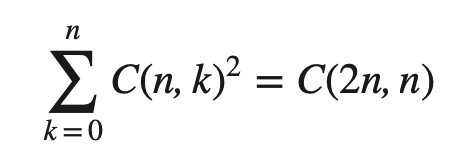 n
∑ C(n, k)² = C(2n, n)
k=0